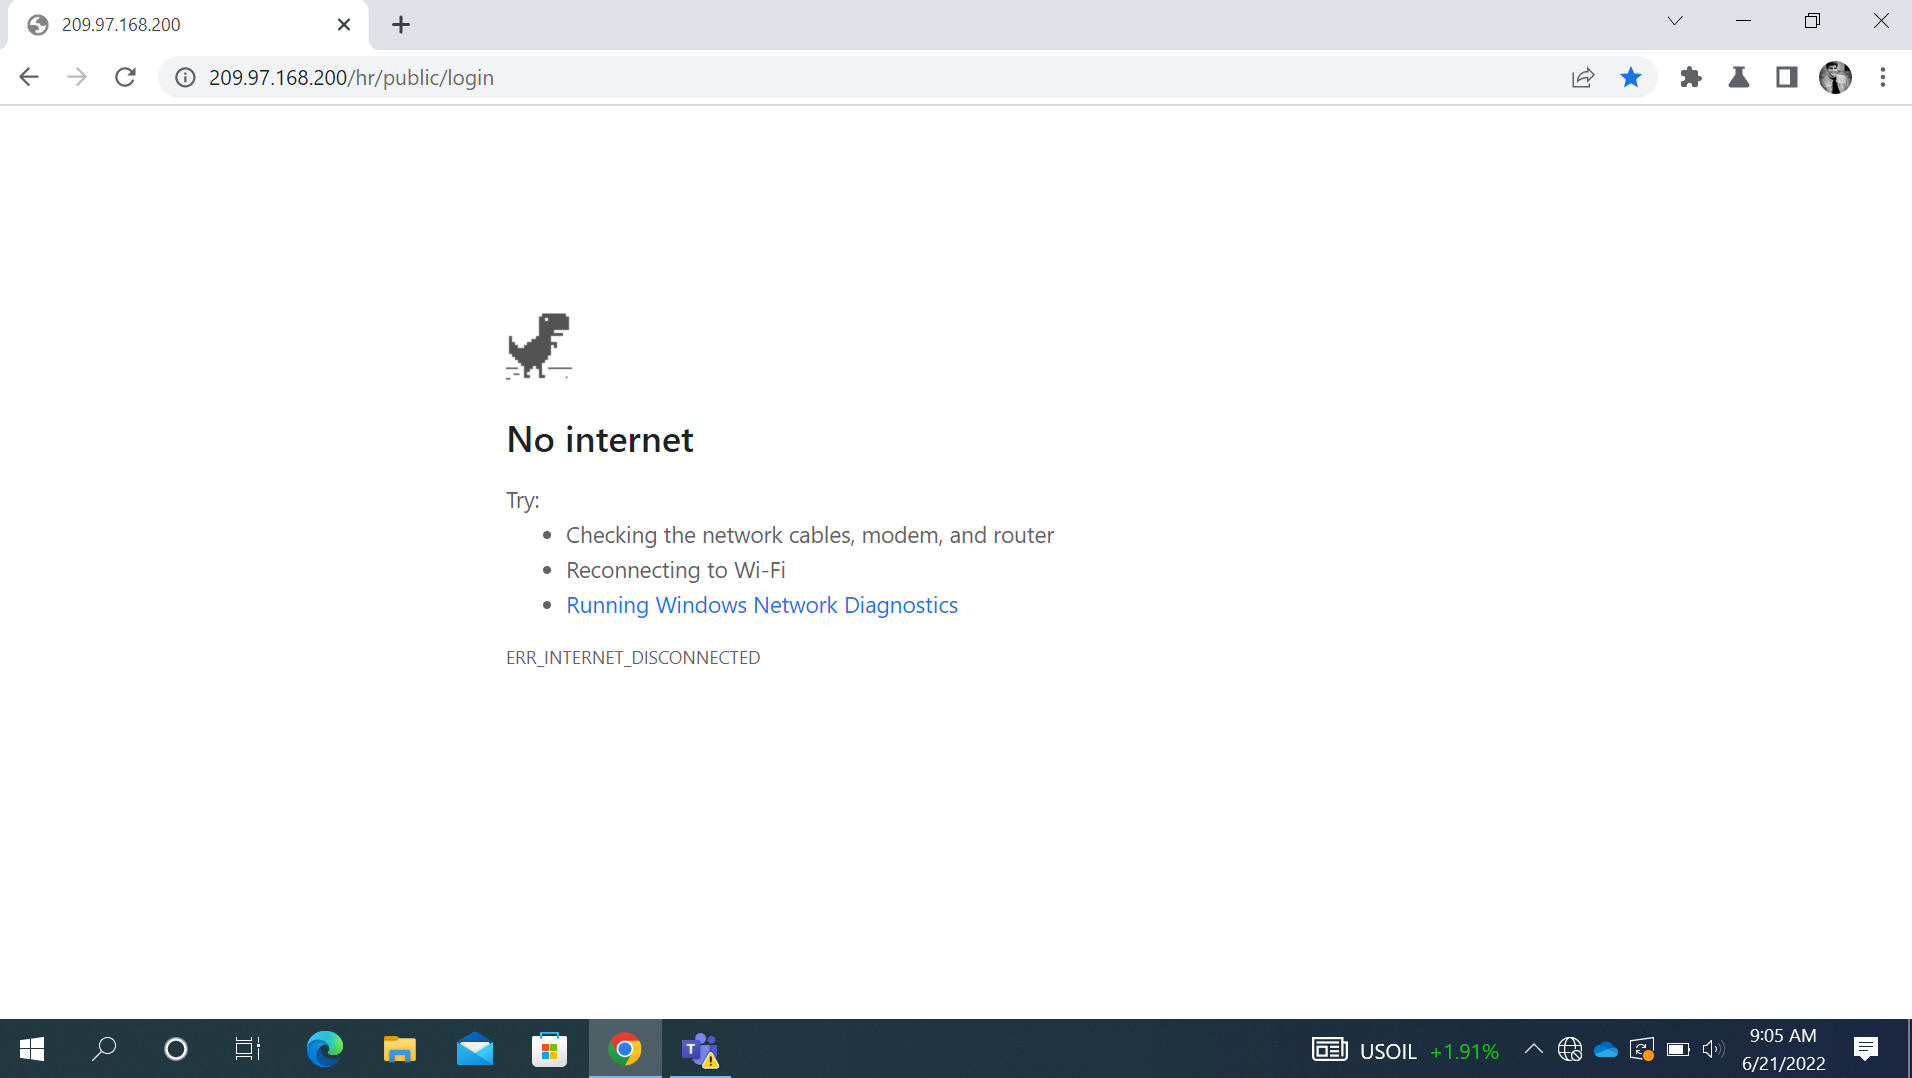 209.97.168.200
209.97.168.200/hr/public/login
No internet
Try:
• Checking the network cables, modem, and router
• Reconnecting to Wi-Fi
• Running Windows Network Diagnostics
ERR_INTERNET_DISCONNECTED
USOIL +1.91%
9:05 AM
6/21/2022